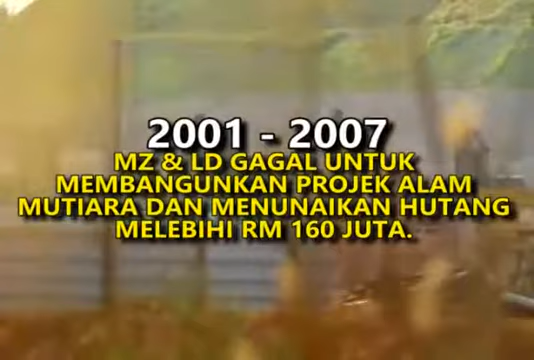 2001 - 2007
MZ & LD GAGAL UNTUK
MEMBANGUNKAN PROJEK ALAM
MUTIARA DAN MENUNAIKAN HUTANG
MELEBIHI RM 160 JUTA.